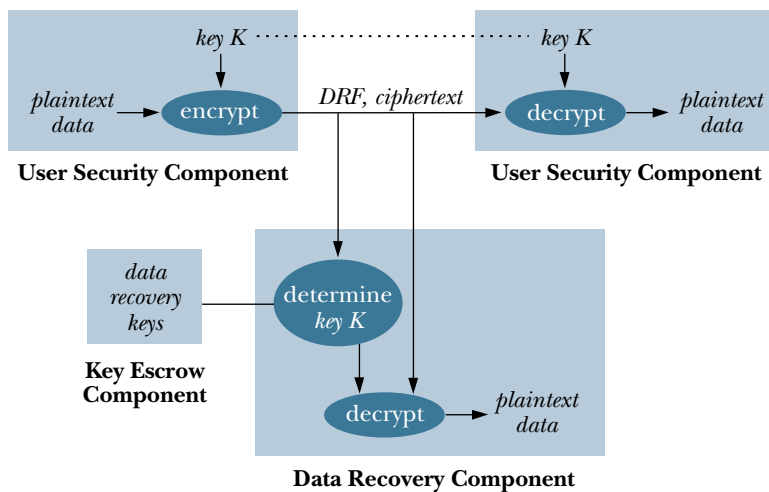 key K
key K
plaintext
data
encrypt
DRF, ciphertext
decrypt
plaintext
data
User Security Component
User Security Component
data
recovery
keys
determine
key K
Key Escrow
Component
decrypt
plaintext
data
Data Recovery Component